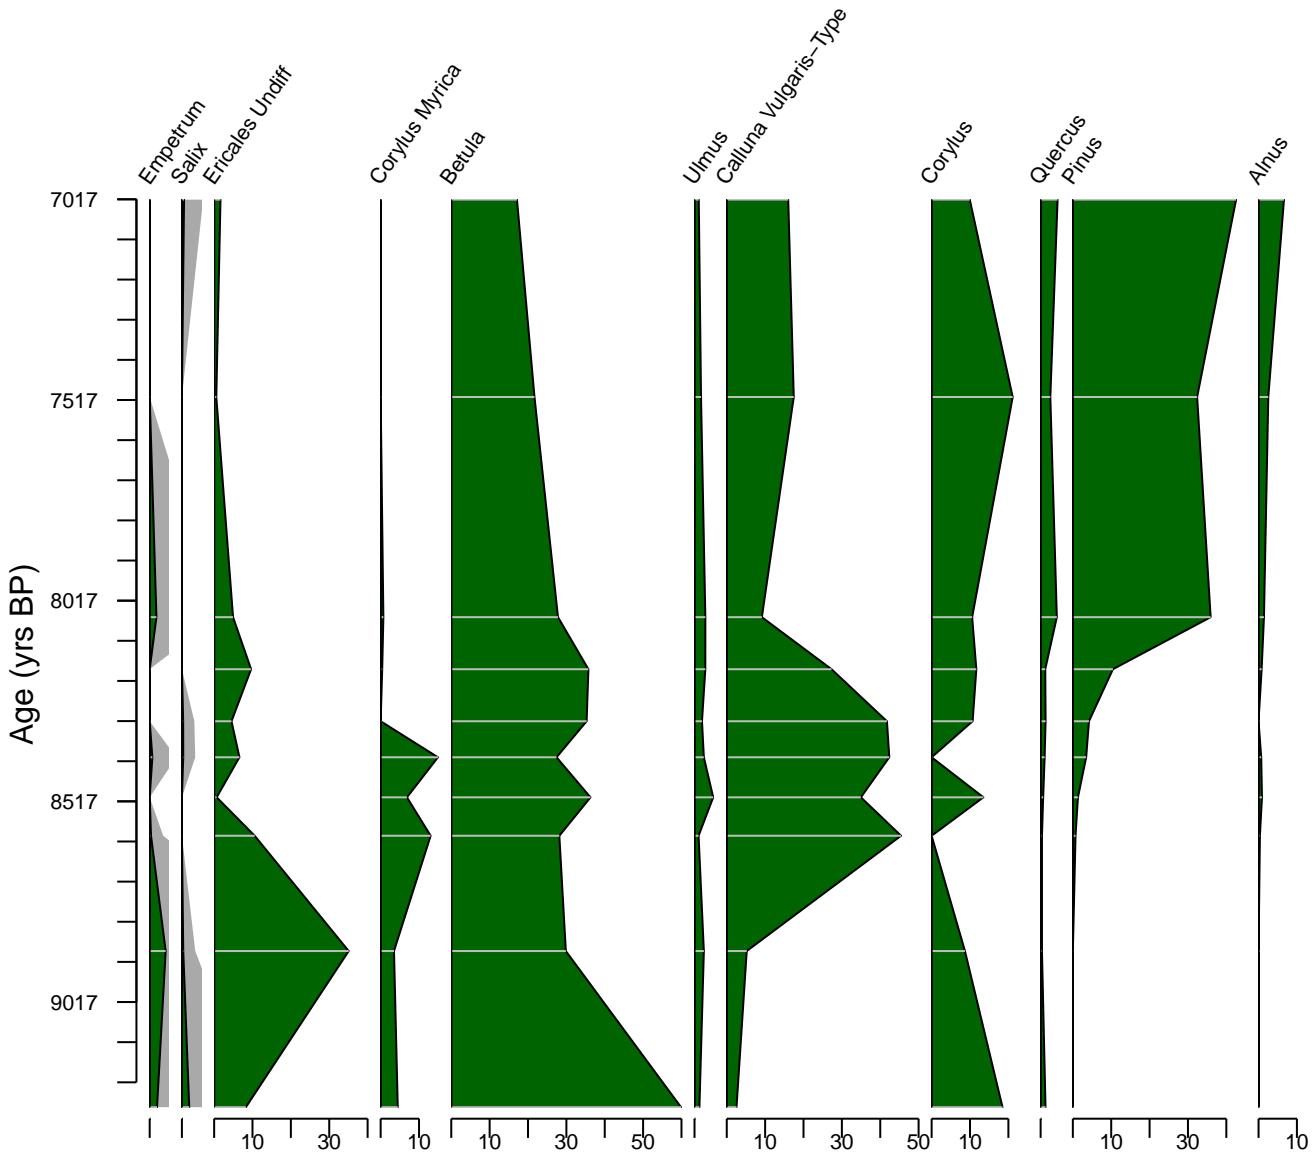 Empetrum
Salix
Ericales Undiff
Corylus Myrica
Betula
Ulmus
Calluna Vulgaris−Type
Corylus
Quercus
Pinus
Alnus
Age (yrs BP)
7017
7517
8017
8517
9017
10 30 10 10 30 50 10 30 50 10 10 30 10